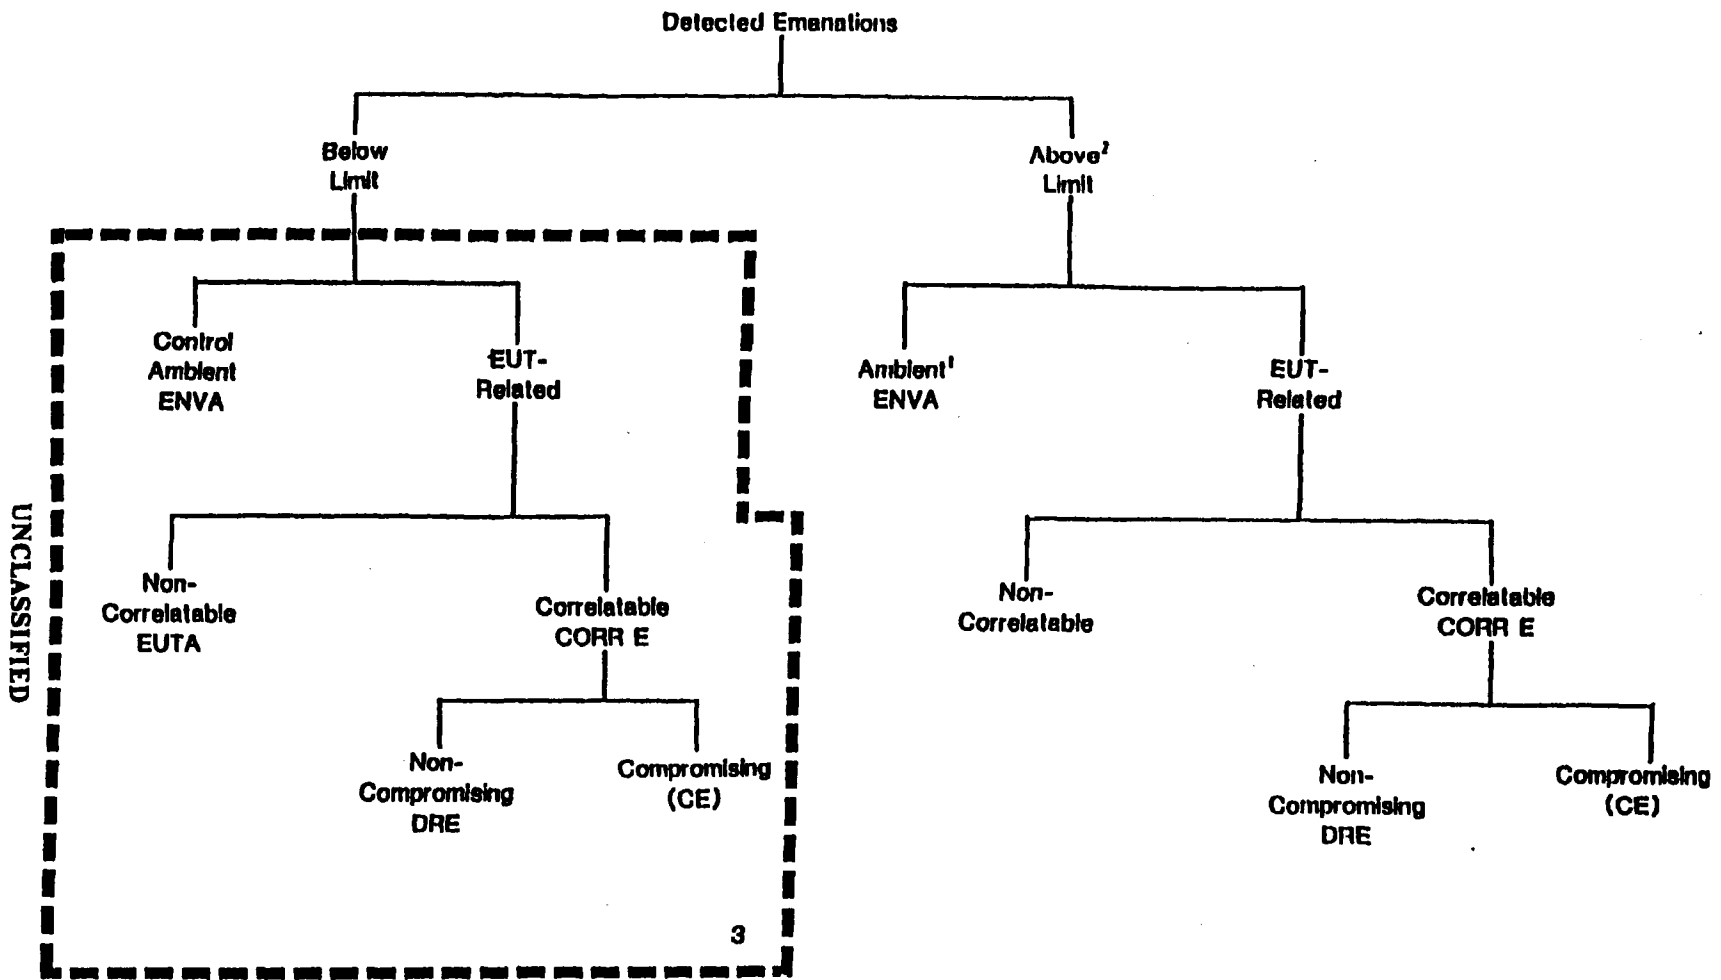 Detected Emanations
Below
Limit
Above²
Limit
Control
Ambient
ENVA
EUT-
Related
Ambient¹
ENVA
EUT-
Related
Non-
Correlatable
EUTA
Correlatable
CORR E
Non-
Correlatable
Correlatable
CORR E
Non-
Compromising
DRE
Compromising
(CE)
Non-
Compromising
DRE
Compromising
(CE)
3
UNCLASSIFIED